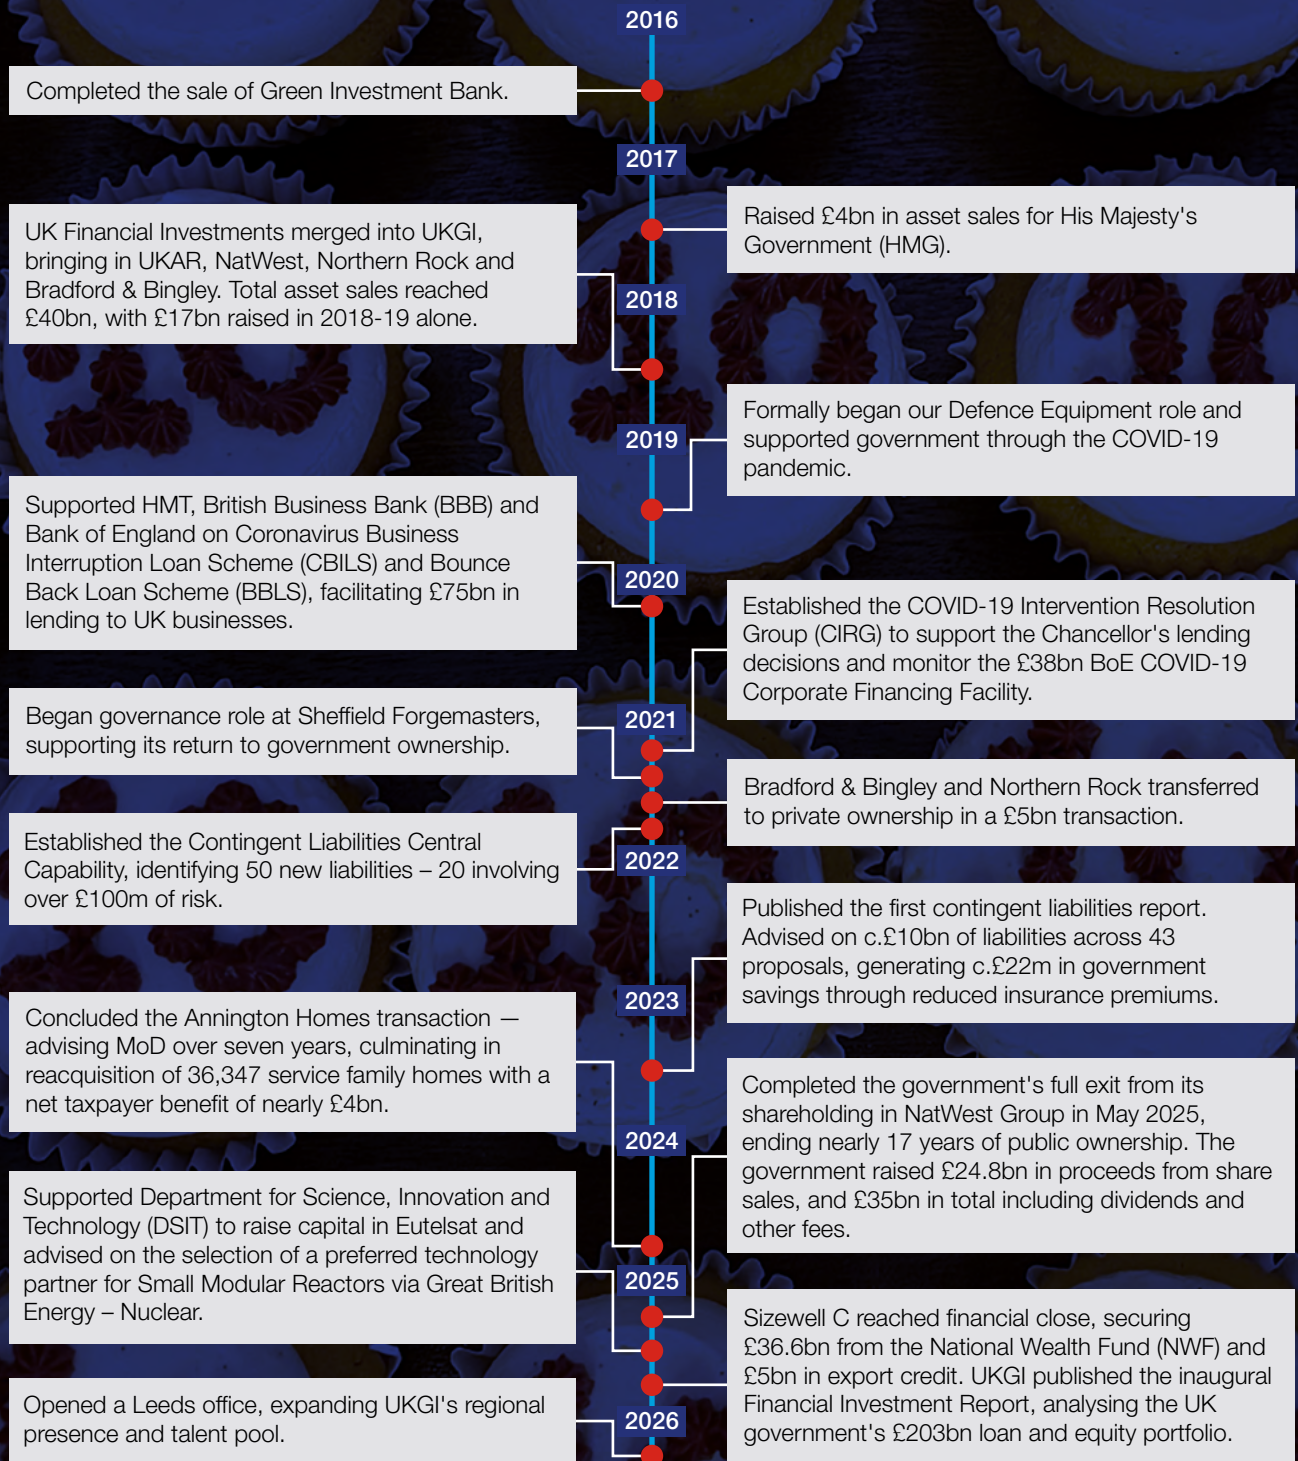 2016
Completed the sale of Green Investment Bank.
2017
Raised £4bn in asset sales for His Majesty's
Government (HMG).
UK Financial Investments merged into UKGI,
bringing in UKAR, NatWest, Northern Rock and
Bradford & Bingley. Total asset sales reached
£40bn, with £17bn raised in 2018-19 alone.
2018
Formally began our Defence Equipment role and
supported government through the COVID-19
pandemic.
2019
Supported HMT, British Business Bank (BBB) and
Bank of England on Coronavirus Business
Interruption Loan Scheme (CBILS) and Bounce
Back Loan Scheme (BBLS), facilitating £75bn in
lending to UK businesses.
2020
Established the COVID-19 Intervention Resolution
Group (CIRG) to support the Chancellor's lending
decisions and monitor the £38bn BoE COVID-19
Corporate Financing Facility.
2021
Began governance role at Sheffield Forgemasters,
supporting its return to government ownership.
Bradford & Bingley and Northern Rock transferred
to private ownership in a £5bn transaction.
Established the Contingent Liabilities Central
Capability, identifying 50 new liabilities – 20 involving
over £100m of risk.
2022
Published the first contingent liabilities report.
Advised on c.£10bn of liabilities across 43
proposals, generating c.£22m in government
savings through reduced insurance premiums.
2023
Concluded the Annington Homes transaction —
advising MoD over seven years, culminating in
reacquisition of 36,347 service family homes with a
net taxpayer benefit of nearly £4bn.
2024
Completed the government's full exit from its
shareholding in NatWest Group in May 2025,
ending nearly 17 years of public ownership. The
government raised £24.8bn in proceeds from share
sales, and £35bn in total including dividends and
other fees.
Supported Department for Science, Innovation and
Technology (DSIT) to raise capital in Eutelsat and
advised on the selection of a preferred technology
partner for Small Modular Reactors via Great British
Energy – Nuclear.
2025
Sizewell C reached financial close, securing
£36.6bn from the National Wealth Fund (NWF) and
£5bn in export credit. UKGI published the inaugural
Financial Investment Report, analysing the UK
government's £203bn loan and equity portfolio.
Opened a Leeds office, expanding UKGI's regional
presence and talent pool.
2026